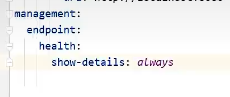 management:
  endpoint:
    health:
      show-details: always